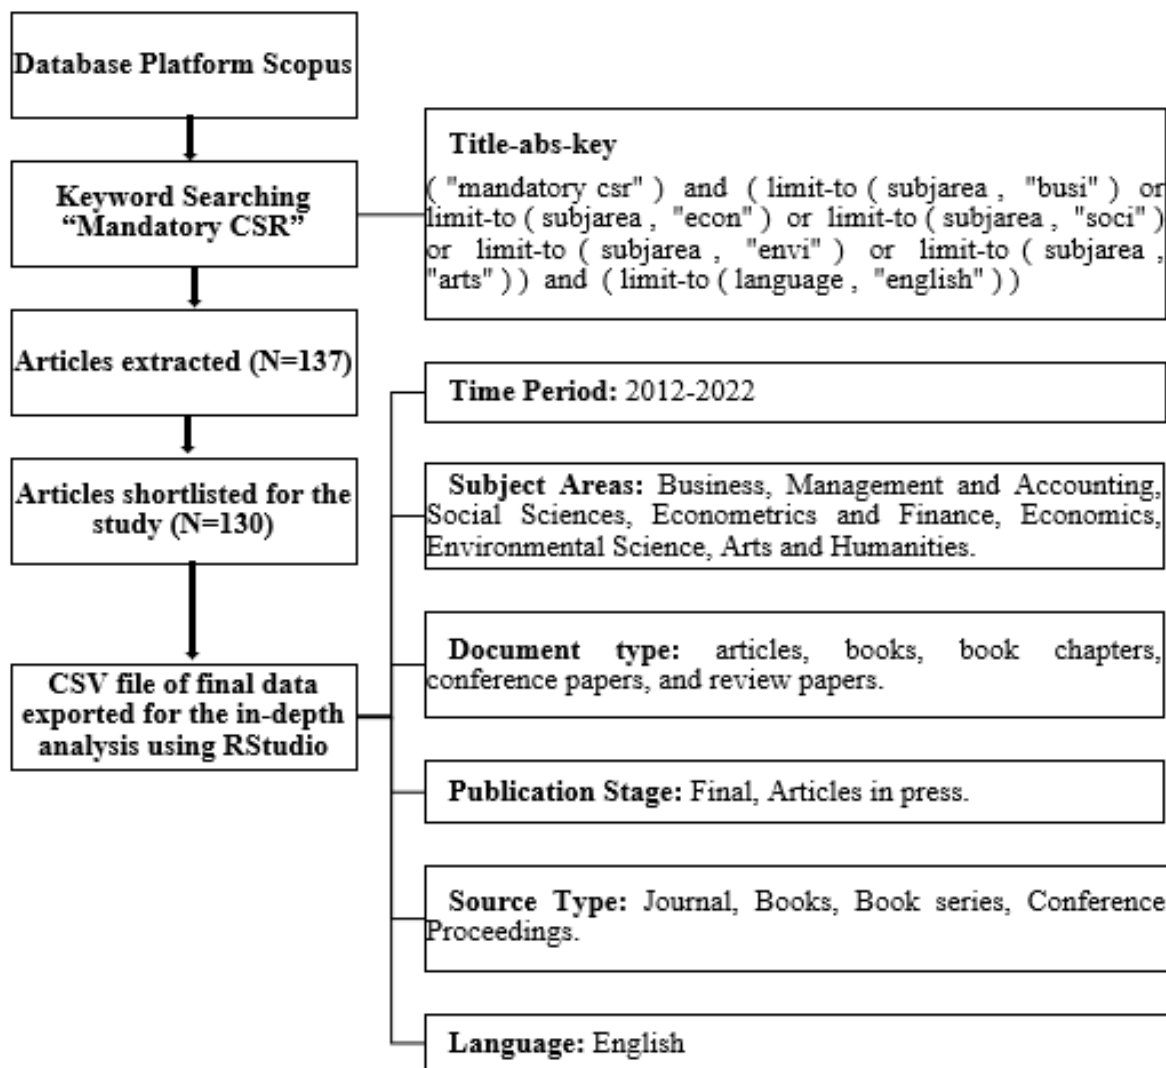 Database Platform Scopus
Keyword Searching
“Mandatory CSR”
Title-abs-key
( "mandatory csr" ) and ( limit-to ( subjarea , "busi" ) or
limit-to ( subjarea , "econ" ) or limit-to ( subjarea , "soci" )
or limit-to ( subjarea , "envi" ) or limit-to ( subjarea ,
"arts" ) ) and ( limit-to ( language , "english" ) )
Articles extracted (N=137)
Articles shortlisted for the
study (N=130)
CSV file of final data
exported for the in-depth
analysis using RStudio
Time Period: 2012-2022
Subject Areas: Business, Management and Accounting,
Social Sciences, Econometrics and Finance, Economics,
Environmental Science, Arts and Humanities.
Document type: articles, books, book chapters,
conference papers, and review papers.
Publication Stage: Final, Articles in press.
Source Type: Journal, Books, Book series, Conference
Proceedings.
Language: English